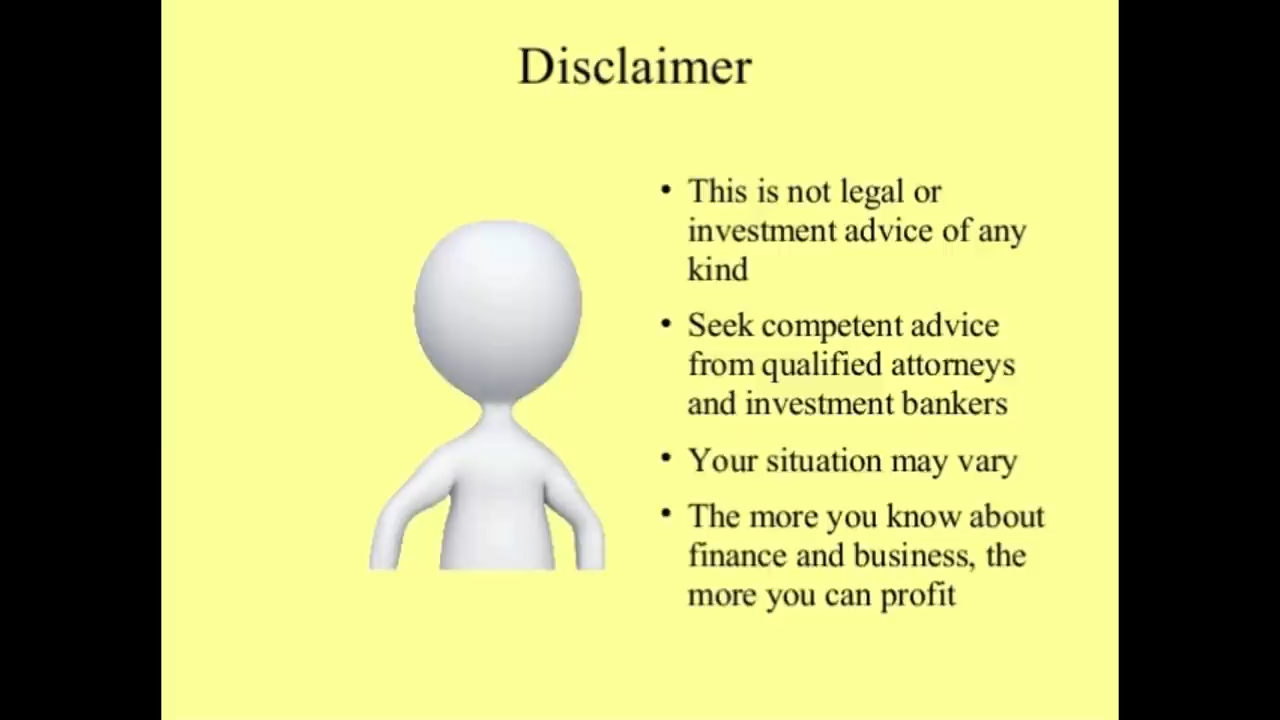 Disclaimer
• This is not legal or
investment advice of any
kind
• Seek competent advice
from qualified attorneys
and investment bankers
• Your situation may vary
• The more you know about
finance and business, the
more you can profit